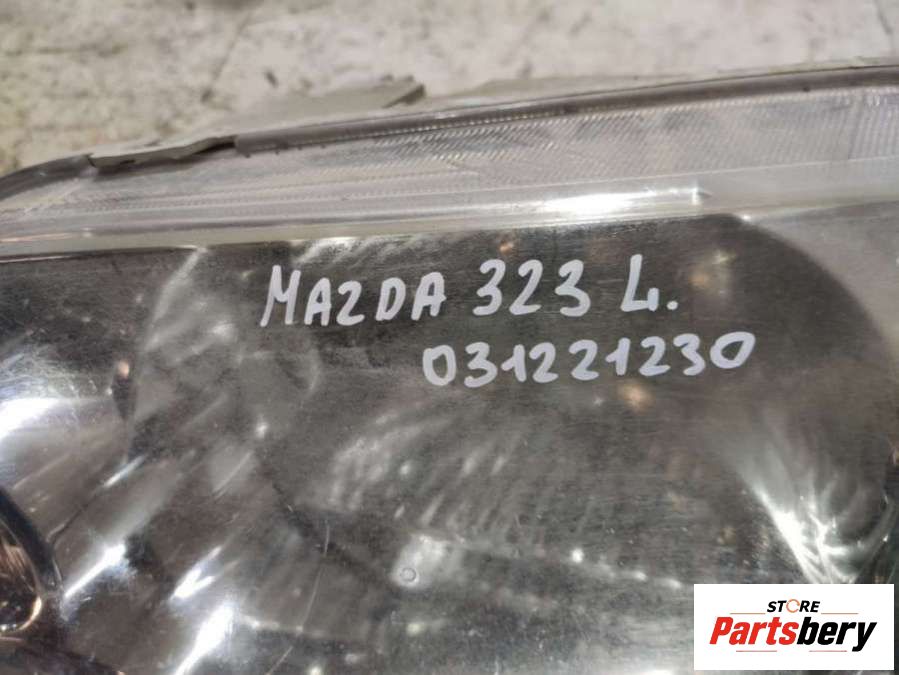 MAZDA 323 L.
031221230
STORE
Partsbery